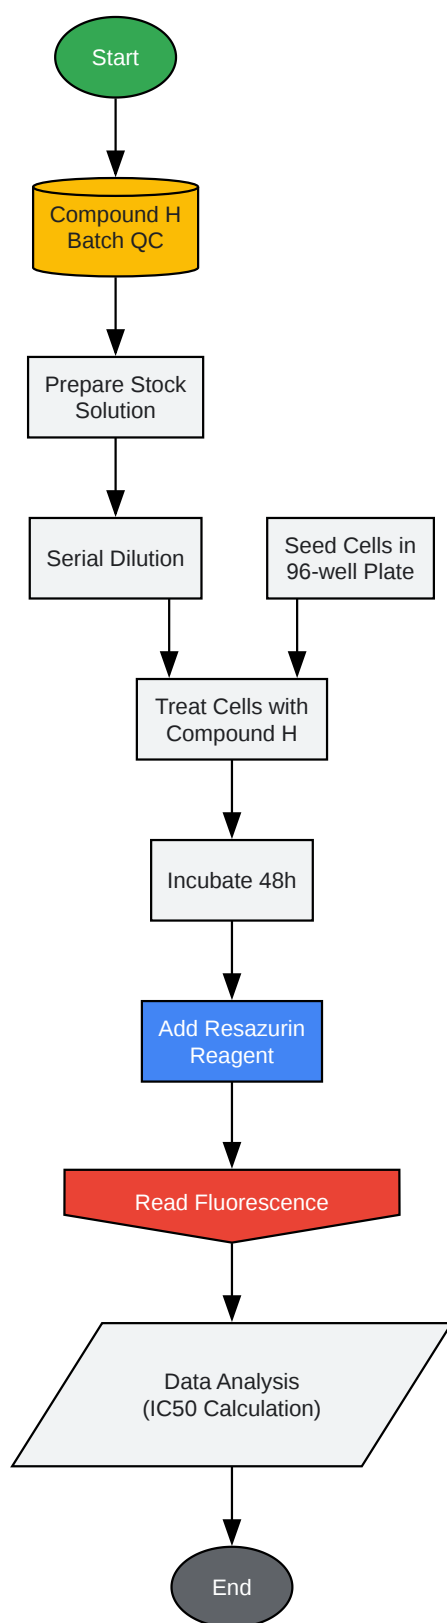 Start
Compound H
Batch QC
Prepare Stock
Solution
Serial Dilution
Seed Cells in
96-well Plate
Treat Cells with
Compound H
Incubate 48h
Add Resazurin
Reagent
Read Fluorescence
Data Analysis
(IC50 Calculation)
End